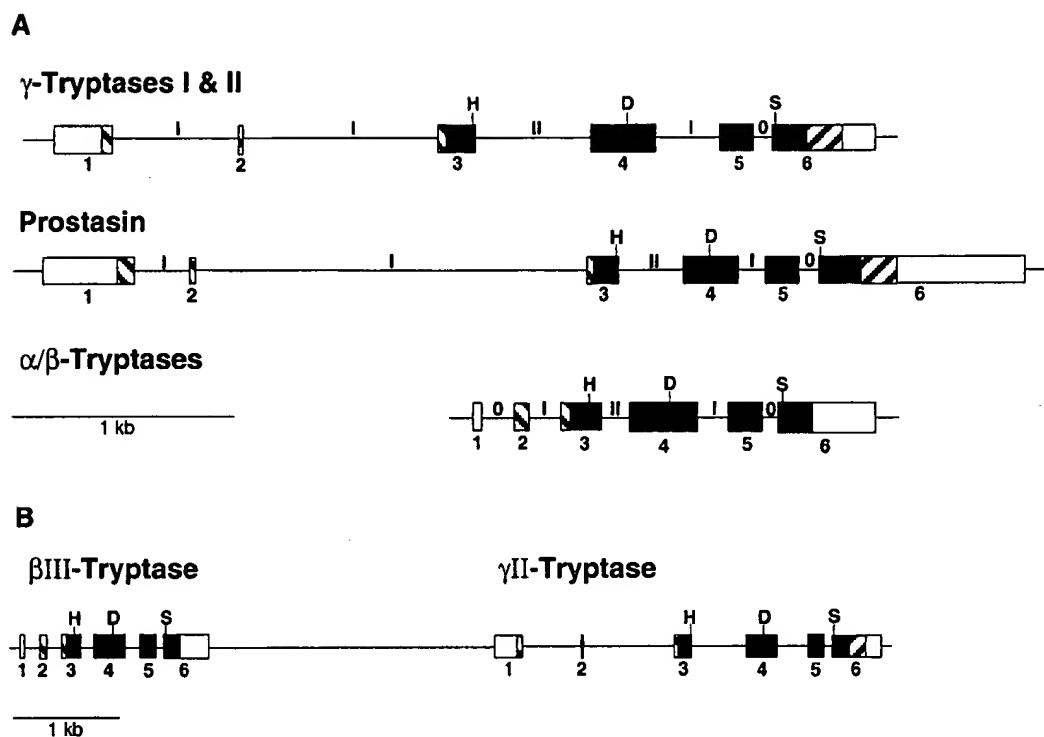 A
γ-Tryptases I & II
H D S
I I II I 0
1 2 3 4 5 6
Prostasin
H D S
I I II I 0
1 2 3 4 5 6
α/β-Tryptases
H D S
0 I II I 0
1 kb
1 2 3 4 5 6
B
βIII-Tryptase γII-Tryptase
H D S H D S
1 2 3 4 5 6 1 2 3 4 5 6
1 kb